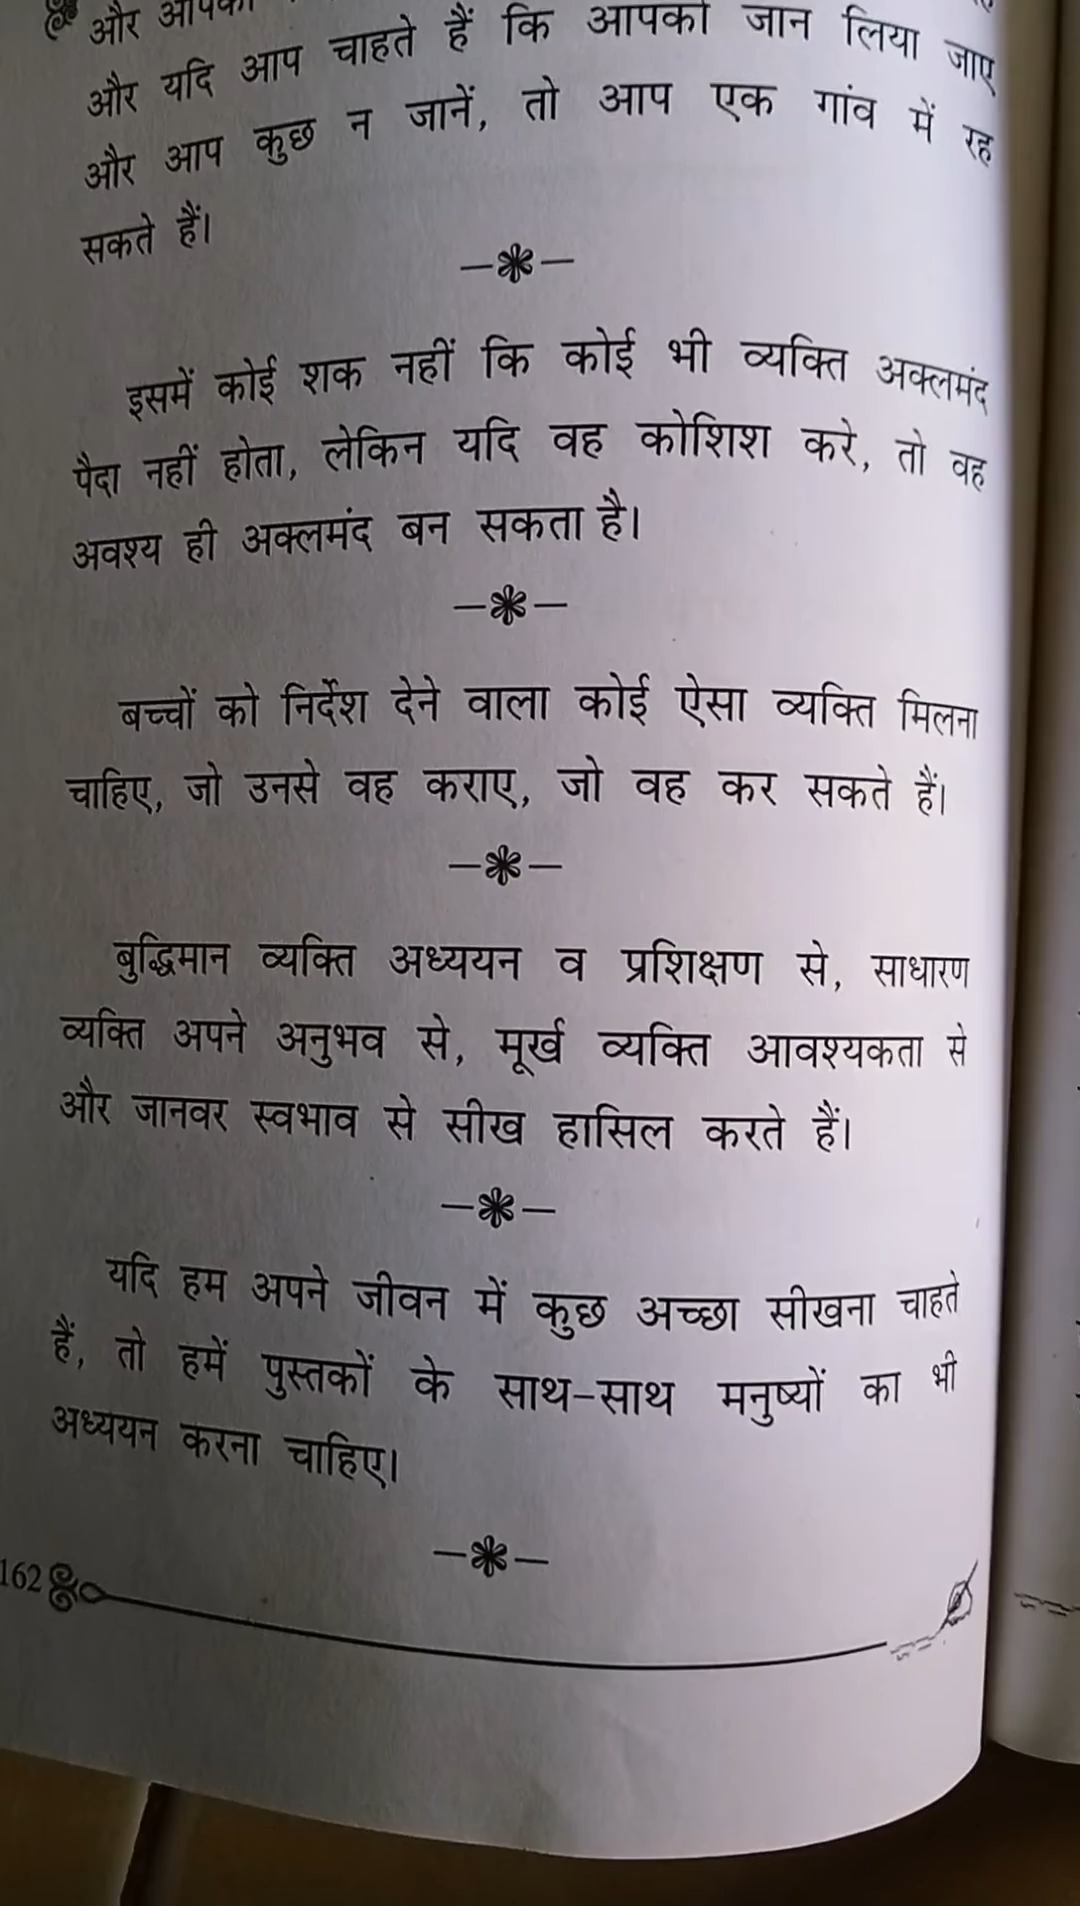 और आपको
और यदि आप चाहते हैं कि आपको जान लिया जाए
और आप कुछ न जानें, तो आप एक गांव में रह
सकते हैं।
इसमें कोई शक नहीं कि कोई भी व्यक्ति अक्लमंद
पैदा नहीं होता, लेकिन यदि वह कोशिश करे, तो वह
अवश्य ही अक्लमंद बन सकता है।
बच्चों को निर्देश देने वाला कोई ऐसा व्यक्ति मिलना
चाहिए, जो उनसे वह कराए, जो वह कर सकते हैं।
बुद्धिमान व्यक्ति अध्ययन व प्रशिक्षण से, साधारण
व्यक्ति अपने अनुभव से, मूर्ख व्यक्ति आवश्यकता से
और जानवर स्वभाव से सीख हासिल करते हैं।
यदि हम अपने जीवन में कुछ अच्छा सीखना चाहते
हैं, तो हमें पुस्तकों के साथ-साथ मनुष्यों का भी
अध्ययन करना चाहिए।
162